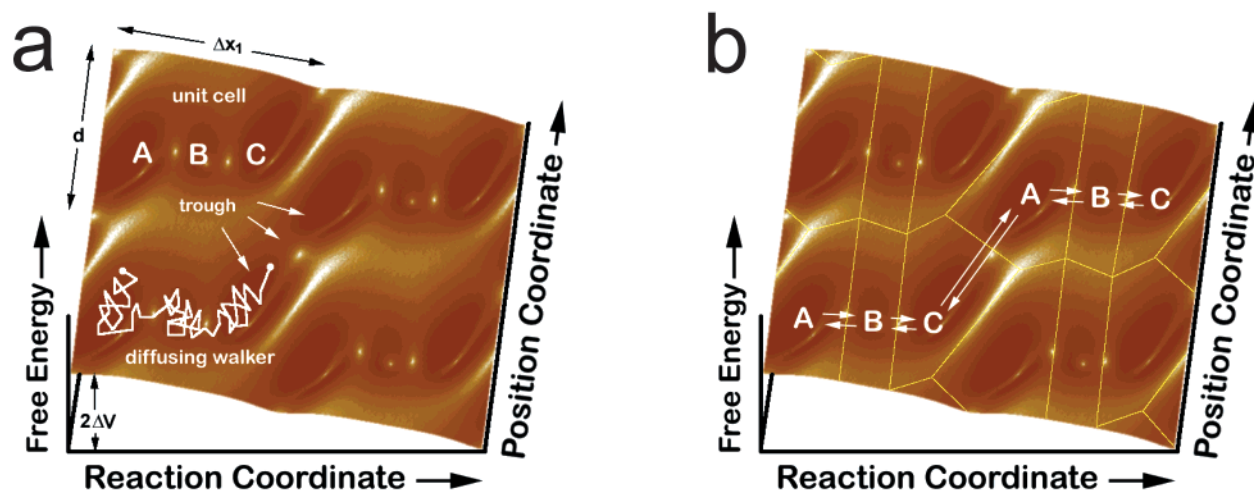 a
Δx₁
d
unit cell
A B C
trough
diffusing walker
2ΔV
Free Energy
Reaction Coordinate
Position Coordinate
b
A B C
A B C
Free Energy
Reaction Coordinate
Position Coordinate